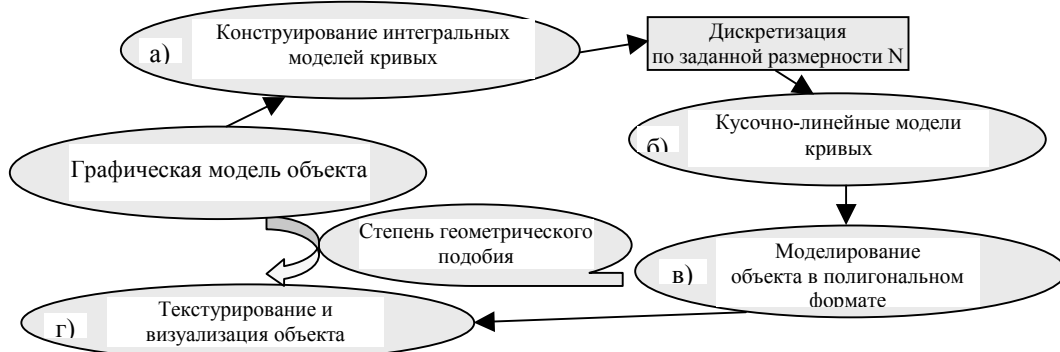 а)
Конструирование интегральных
моделей кривых
Дискретизация
по заданной размерности N
б)
Кусочно-линейные модели
кривых
Графическая модель объекта
Степень геометрического
подобия
в)
Моделирование
объекта в полигональном
формате
г)
Текстурирование и
визуализация объекта